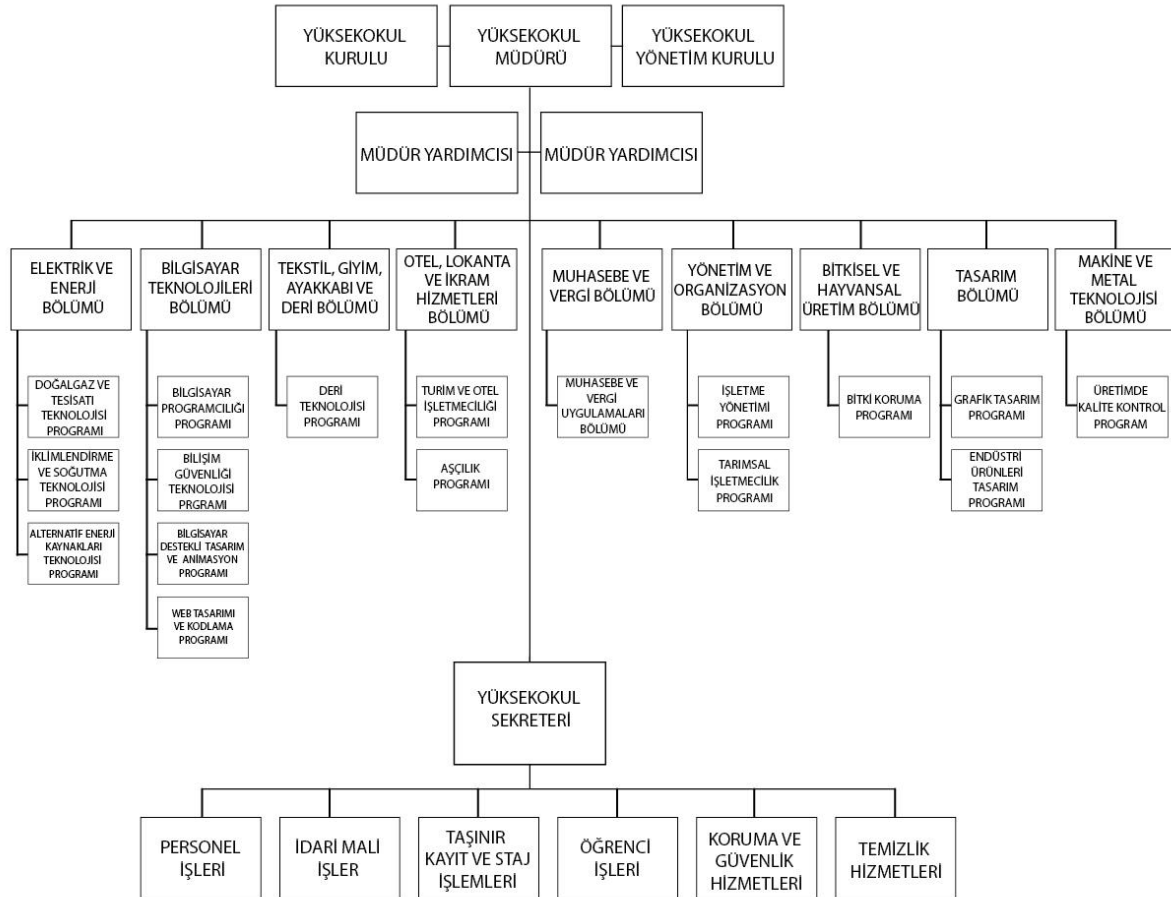 YÜKSEKOKUL
KURULU
YÜKSEKOKUL
MÜDÜRÜ
YÜKSEKOKUL
YÖNETİM KURULU
MÜDÜR YARDIMCISI
MÜDÜR YARDIMCISI
ELEKTRİK VE
ENERJİ
BÖLÜMÜ
BİLGİSAYAR
TEKNOLOJİLERİ
BÖLÜMÜ
TEKSTİL, GİYİM,
AYAKKABI VE
DERİ BÖLÜMÜ
OTEL, LOKANTA
VE İKRAM
HİZMETLERİ
BÖLÜMÜ
MUHASEBE VE
VERGİ BÖLÜMÜ
YÖNETİM VE
ORGANİZASYON
BÖLÜMÜ
BİTKİSEL VE
HAYVANSAL
ÜRETİM BÖLÜMÜ
TASARIM
BÖLÜMÜ
MAKİNE VE
METAL
TEKNOLOJİSİ
BÖLÜMÜ
DOĞALGAZ VE
TESİSATI
TEKNOLOJİSİ
PROGRAMI
İKLİMLENDİRME
VE SOĞUTMA
TEKNOLOJİSİ
PROGRAMI
ALTERNATİF ENERJİ
KAYNAKLARI
TEKNOLOJİSİ
PROGRAMI
BİLGİSAYAR
PROGRAMCILIĞI
PROGRAMI
BİLİŞİM
GÜVENLİĞİ
TEKNOLOJİSİ
PRGRAMI
BİLGİSAYAR
DESTEKLİ TASARIM
VE ANİMASYON
PROGRAMI
WEB TASARIMI
VE KODLAMA
PROGRAMI
DERİ
TEKNOLOJİSİ
PROGRAMI
TURİM VE OTEL
İŞLETMECİLİĞİ
PROGRAMI
AŞÇILIK
PROGRAMI
MUHASEBE VE
VERGİ
UYGULAMALARI
BÖLÜMÜ
İŞLETME
YÖNETİMİ
PROGRAMI
TARIMSAL
İŞLETMECİLİK
PROGRAMI
BİTKİ KORUMA
PROGRAMI
GRAFİK TASARIM
PROGRAMI
ENDÜSTRİ
ÜRÜNLERİ
TASARIM
PROGRAMI
ÜRETİMDE
KALİTE KONTROL
PROGRAM
YÜKSEKOKUL
SEKRETERİ
PERSONEL
İŞLERİ
İDARİ MALİ
İŞLER
TAŞINIR
KAYIT VE STAJ
İŞLEMLERİ
ÖĞRENCİ
İŞLERİ
KORUMA VE
GÜVENLİK
HİZMETLERİ
TEMİZLİK
HİZMETLERİ